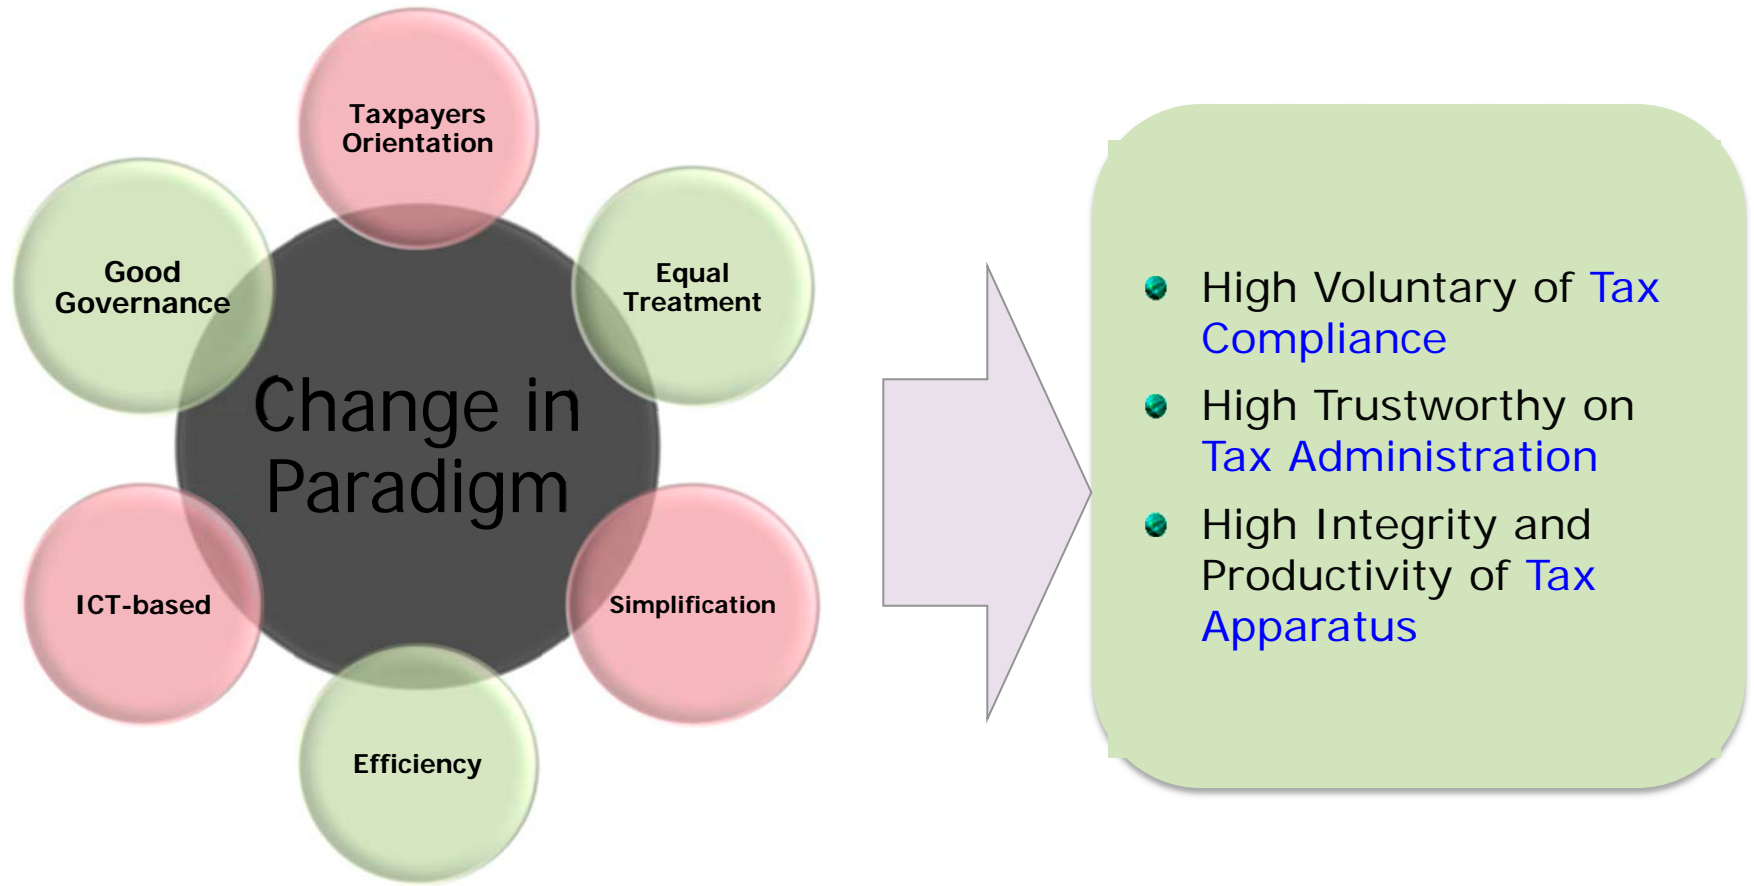 Taxpayers
Orientation
Good
Governance
Equal
Treatment
Change in
Paradigm
ICT-based
Simplification
Efficiency
High Voluntary of Tax
Compliance
High Trustworthy on
Tax Administration
High Integrity and
Productivity of Tax
Apparatus